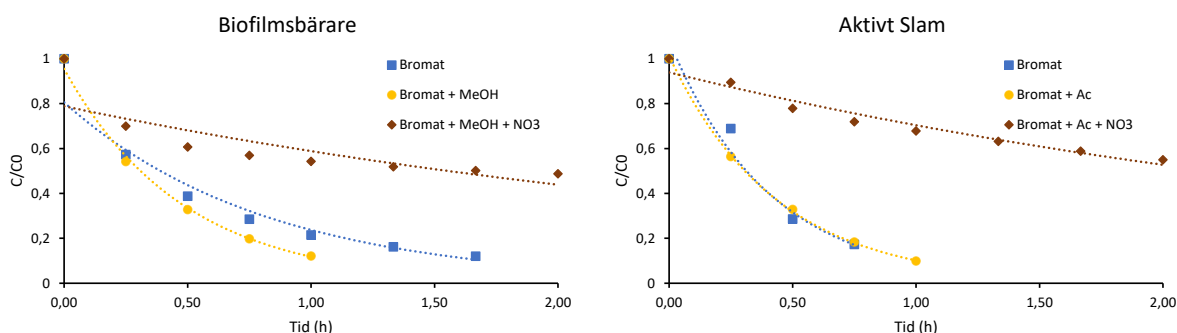 Biofilmsbärare
C/C0
1
0,8
0,6
0,4
0,2
0
0,00
0,50
1,00
1,50
2,00
Tid (h)
Bromat
Bromat + MeOH
Bromat + MeOH + NO3
Aktivt Slam
C/C0
1
0,8
0,6
0,4
0,2
0
0,00
0,50
1,00
1,50
2,00
Tid (h)
Bromat
Bromat + Ac
Bromat + Ac + NO3